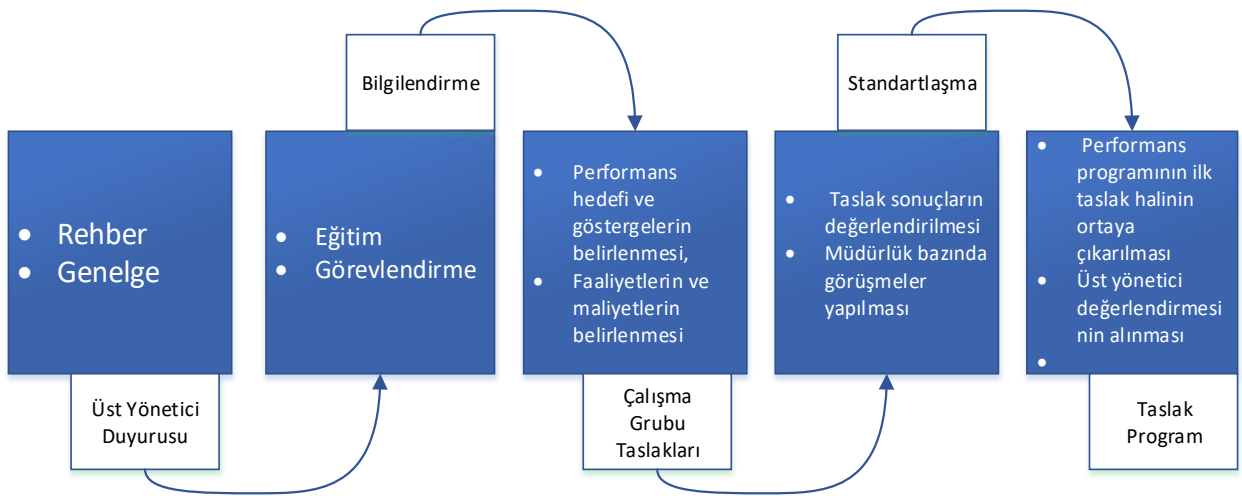 • Rehber
• Genelge
Üst Yönetici
Duyurusu
Bilgilendirme
• Eğitim
• Görevlendirme
• Performans
hedefi ve
göstergelerin
belirlenmesi,
• Faaliyetlerin ve
maliyetlerin
belirlenmesi
Çalışma
Grubu
Taslakları
Standartlaşma
• Taslak sonuçların
değerlendirilmesi
• Müdürlük bazında
görüşmeler
yapılması
• Performans
programının ilk
taslak halinin
ortaya
çıkarılması
• Üst yönetici
değerlendirmesi
nin alınması
•
Taslak
Program